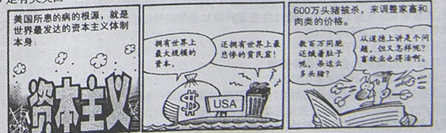 美国所患的病的根源，就是
世界最发达的资本主义体制
本身：
资本主义
拥有世界上
最大规模的
资本，
还拥有世界上最
悲惨的贫民窟！
$
USA
600万头猪被杀，来调整家畜和
肉类的价格。
数百万同胞
还饿着肚子
呢，杀这么
多头猪？
从道德上讲是个问
题，但又怎样呢？
畜牧业也得活啊。